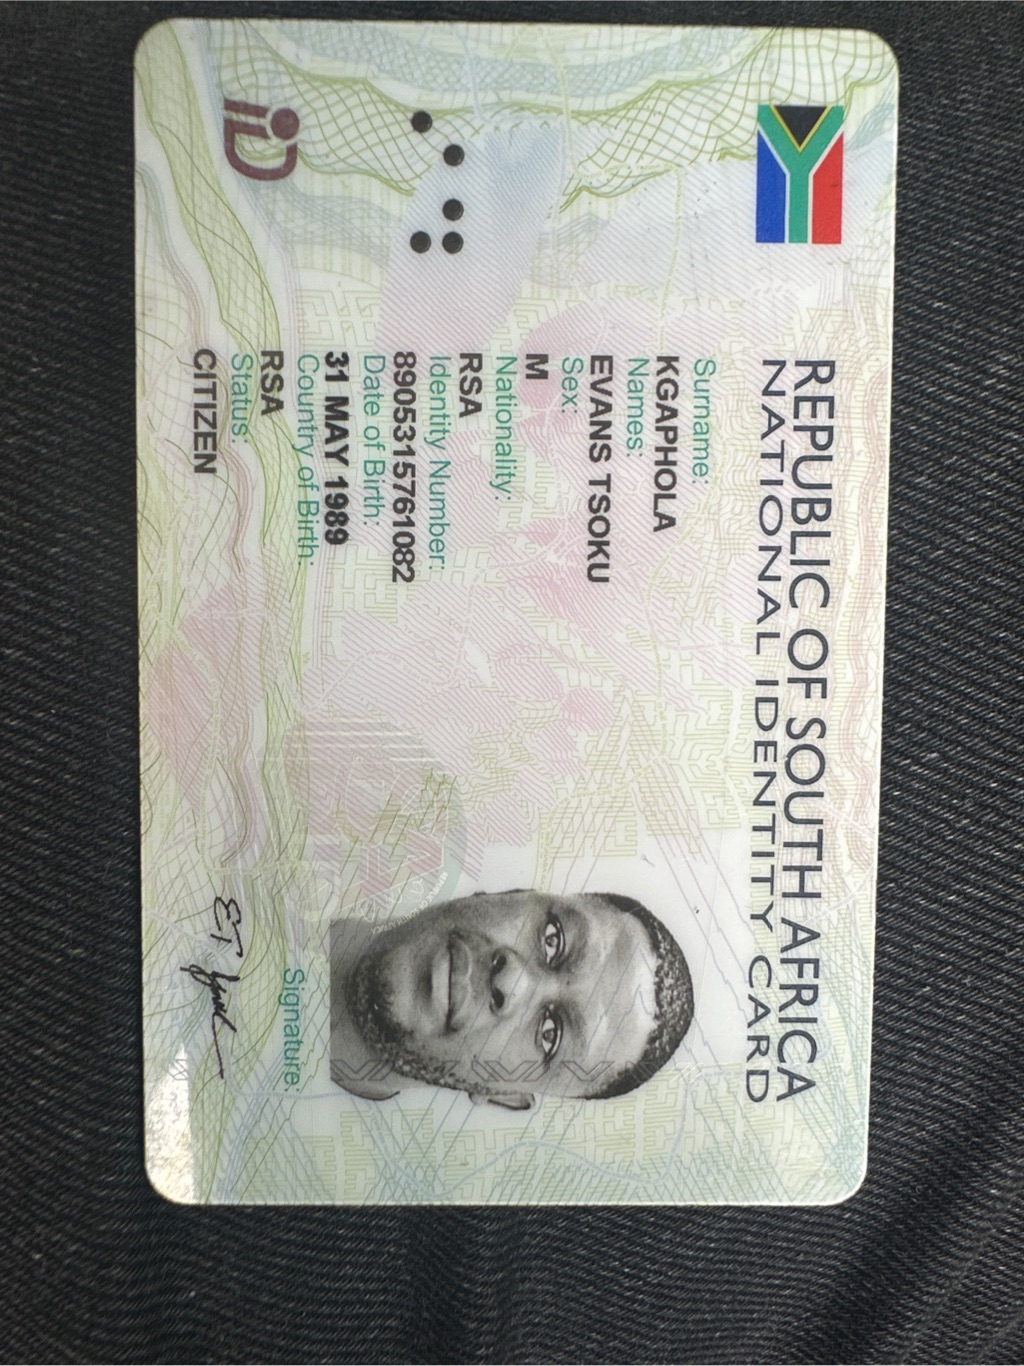 REPUBLIC OF SOUTH AFRICA
NATIONAL IDENTITY CARD
Surname:
KGAPHOLA
Names:
EVANS TSOKU
Sex:
M
Nationality:
RSA
Identity Number:
8905315761082
Date of Birth:
31 MAY 1989
Country of Birth:
RSA
Status:
CITIZEN
Signature:
iD